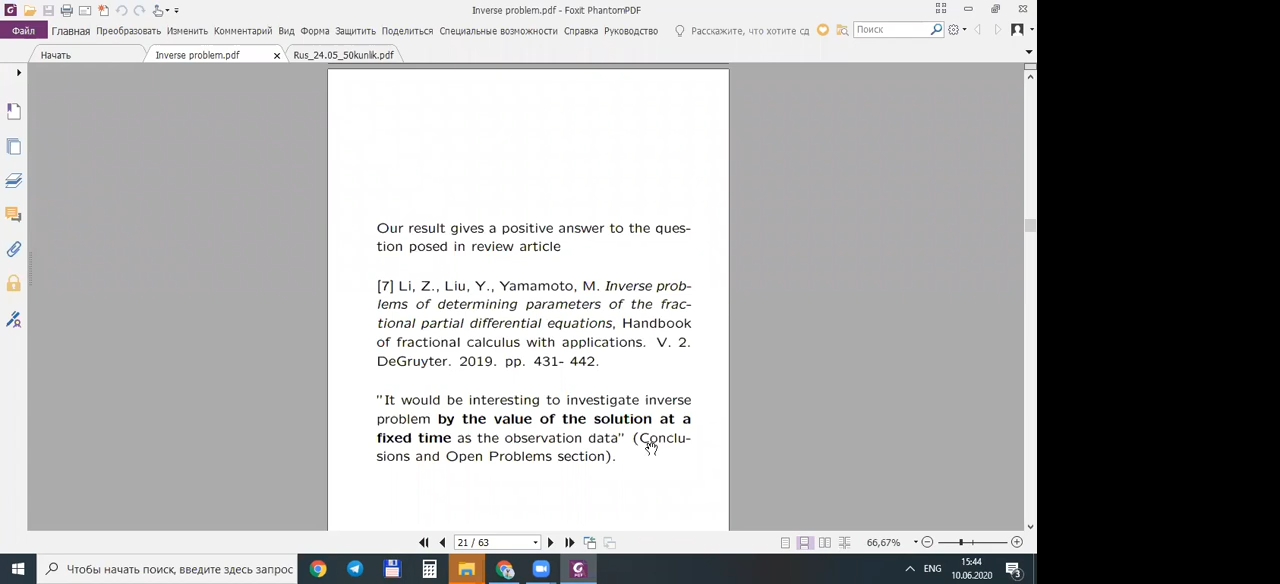 Inverse problem.pdf - Foxit PhantomPDF
Файл Главная Преобразовать Изменить Комментарий Вид Форма Защитить Поделиться Специальные возможности Справка Руководство Расскажите, что хотите сд Поиск
Начать Inverse problem.pdf Rus_24.05_50kunlik.pdf
Our result gives a positive answer to the ques-
tion posed in review article
[7] Li, Z., Liu, Y., Yamamoto, M. Inverse prob-
lems of determining parameters of the frac-
tional partial differential equations, Handbook
of fractional calculus with applications. V. 2.
DeGruyter. 2019. pp. 431- 442.
"It would be interesting to investigate inverse
problem by the value of the solution at a
fixed time as the observation data" (Conclu-
sions and Open Problems section).
21 / 63 66,67%
Чтобы начать поиск, введите здесь запрос ENG 15:44
10.06.2020 3